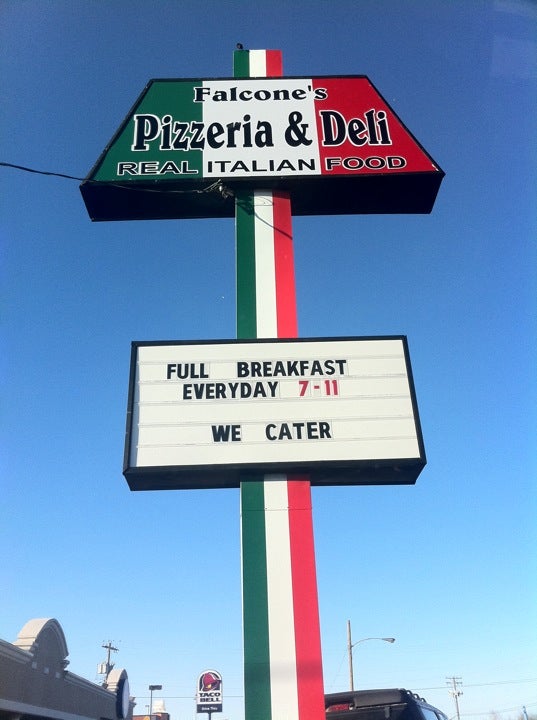 Falcone's
Pizzeria & Deli
REAL ITALIAN FOOD
FULL BREAKFAST
EVERYDAY 7-11
WE CATER
TACO
BELL